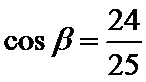 cos β = 24/25